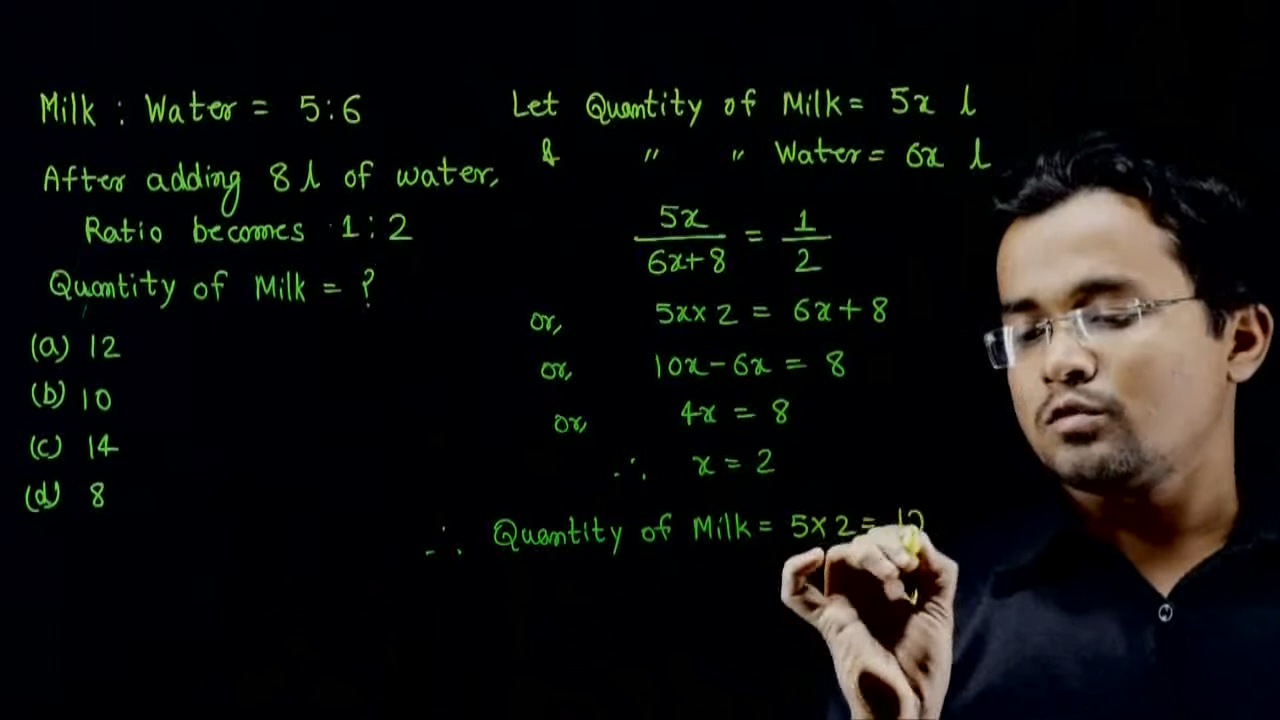 Milk : Water = 5:6
After adding 8 l of water,
Ratio becomes 1:2
Quantity of Milk = ?
(a) 12
(b) 10
(c) 14
(d) 8
Let Quantity of Milk = 5x l
& " " Water = 6x l
5x/6x+8 = 1/2
or, 5x×2 = 6x+8
or, 10x-6x = 8
or, 4x = 8
∴ x = 2
∴ Quantity of Milk = 5×2 =